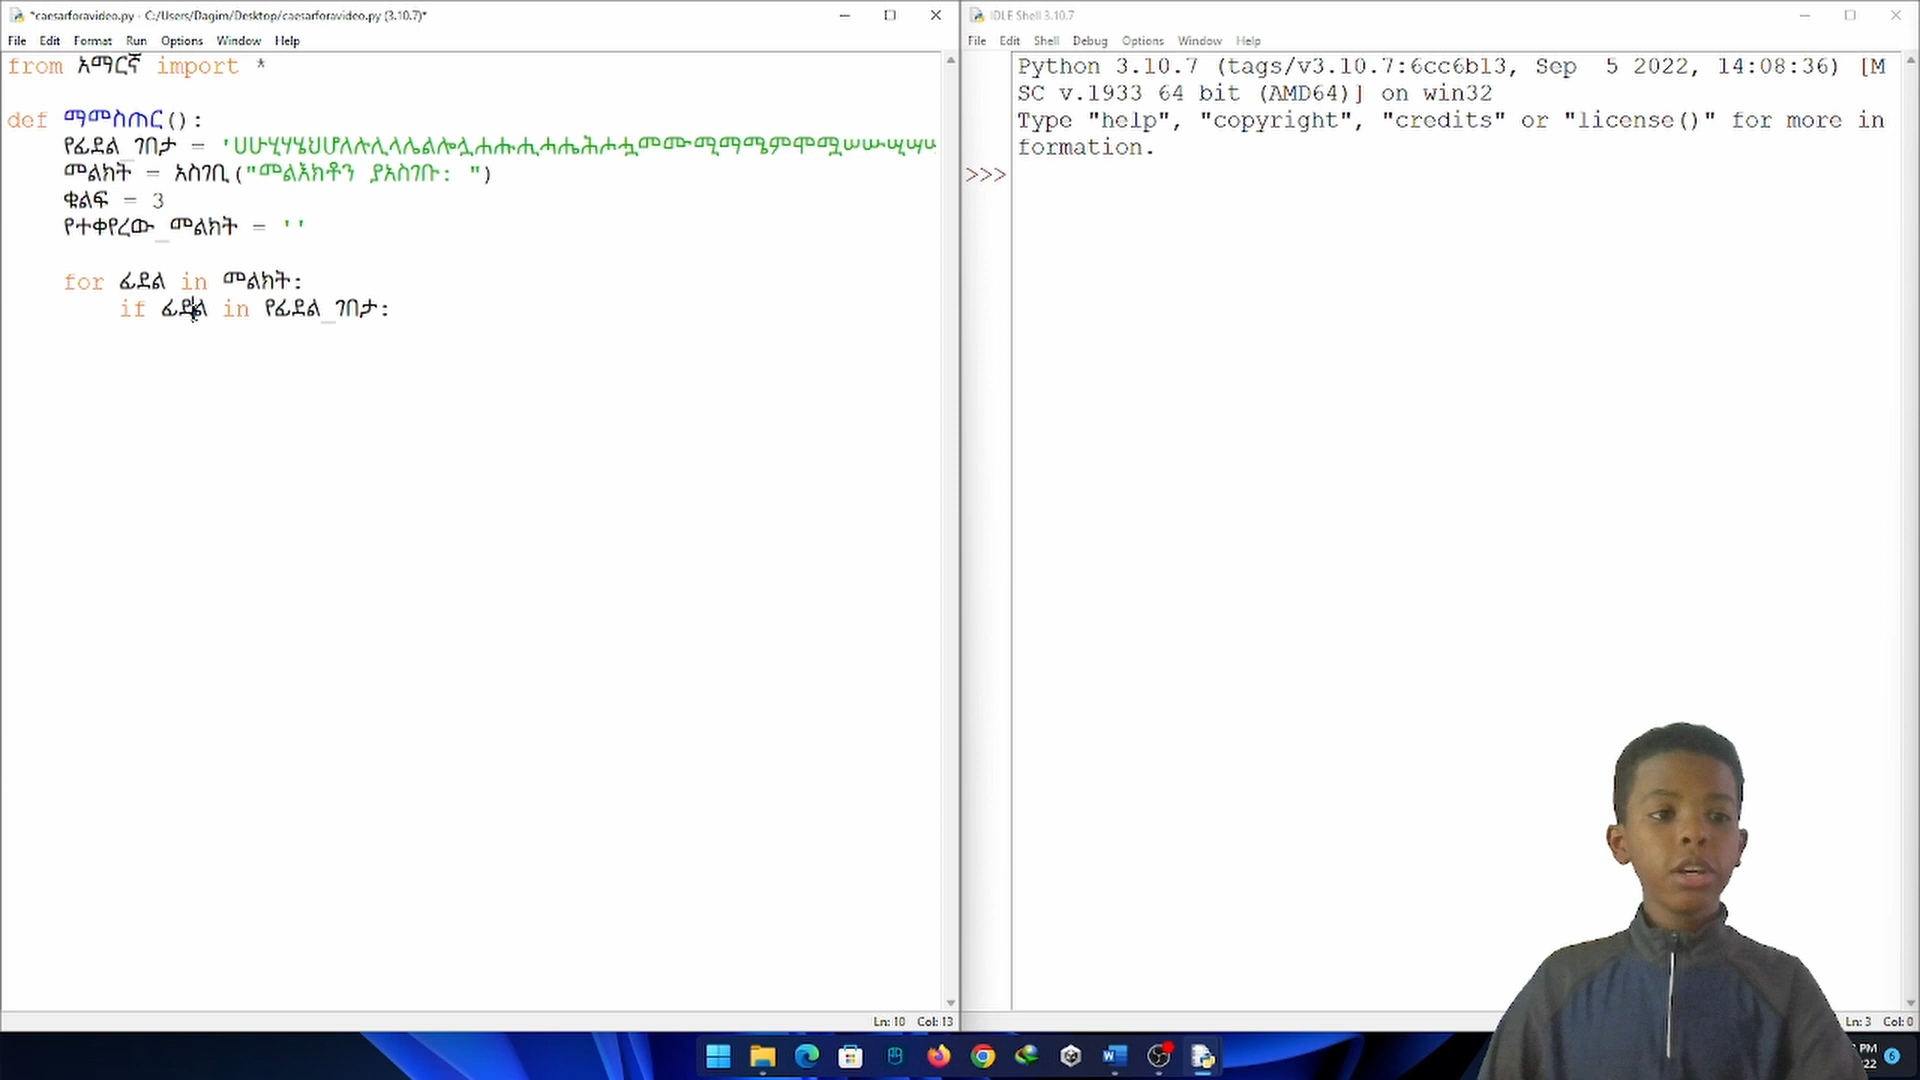 *caesarforavideo.py - C:/Users/Dagim/Desktop/caesarforavideo.py (3.10.7)*
File Edit Format Run Options Window Help
from አማርኛ import *
def ማመስጠር():
የፊደል_ገበታ = 'ሀሁሂሃሄህሆለሉሊላሌልሎሏሐሑሒሓሔሕሖሗመሙሚማሜምሞሟሠሡሢሣ
መልክት = አስገቢ("መልእክቶን ያአስገቡ: ")
ቁልፍ = 3
የተቀየረው_መልክት = ''
for ፊደል in መልክት:
if ፊደል in የፊደል_ገበታ:
Ln: 10 Col: 13
IDLE Shell 3.10.7
File Edit Shell Debug Options Window Help
Python 3.10.7 (tags/v3.10.7:6cc6b13, Sep 5 2022, 14:08:36) [M
SC v.1933 64 bit (AMD64)] on win32
Type "help", "copyright", "credits" or "license()" for more in
formation.
>>>
Ln: 3 Col: 0
PM
22
6